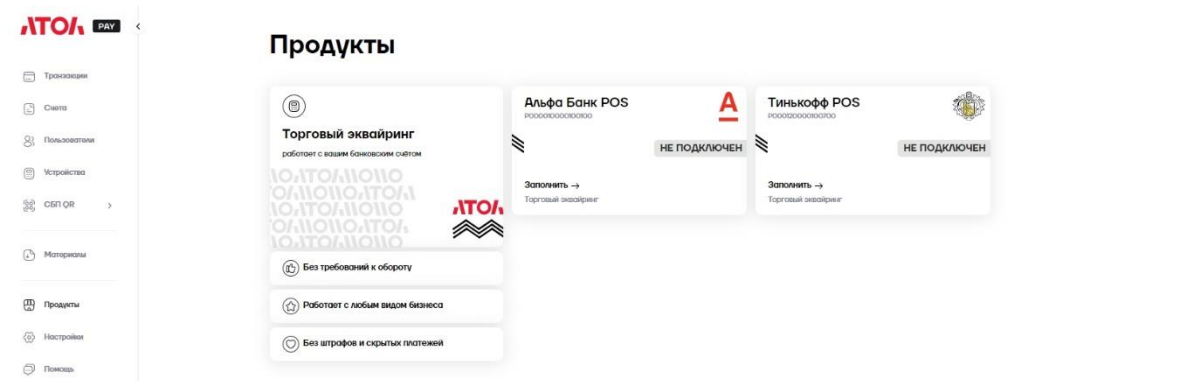 АТОЛ PAY
Транзакции
Счета
Пользователи
Устройства
СБП QR
Материалы
Продукты
Настройки
Помощь
Продукты
Торговый эквайринг
работает с вашим банковским счётом
АТОЛ
Без требований к обороту
Работает с любым видом бизнеса
Без штрафов и скрытых платежей
Альфа Банк POS
НЕ ПОДКЛЮЧЕН
Заполнить →
Торговый эквайринг
Тинькофф POS
НЕ ПОДКЛЮЧЕН
Заполнить →
Торговый эквайринг